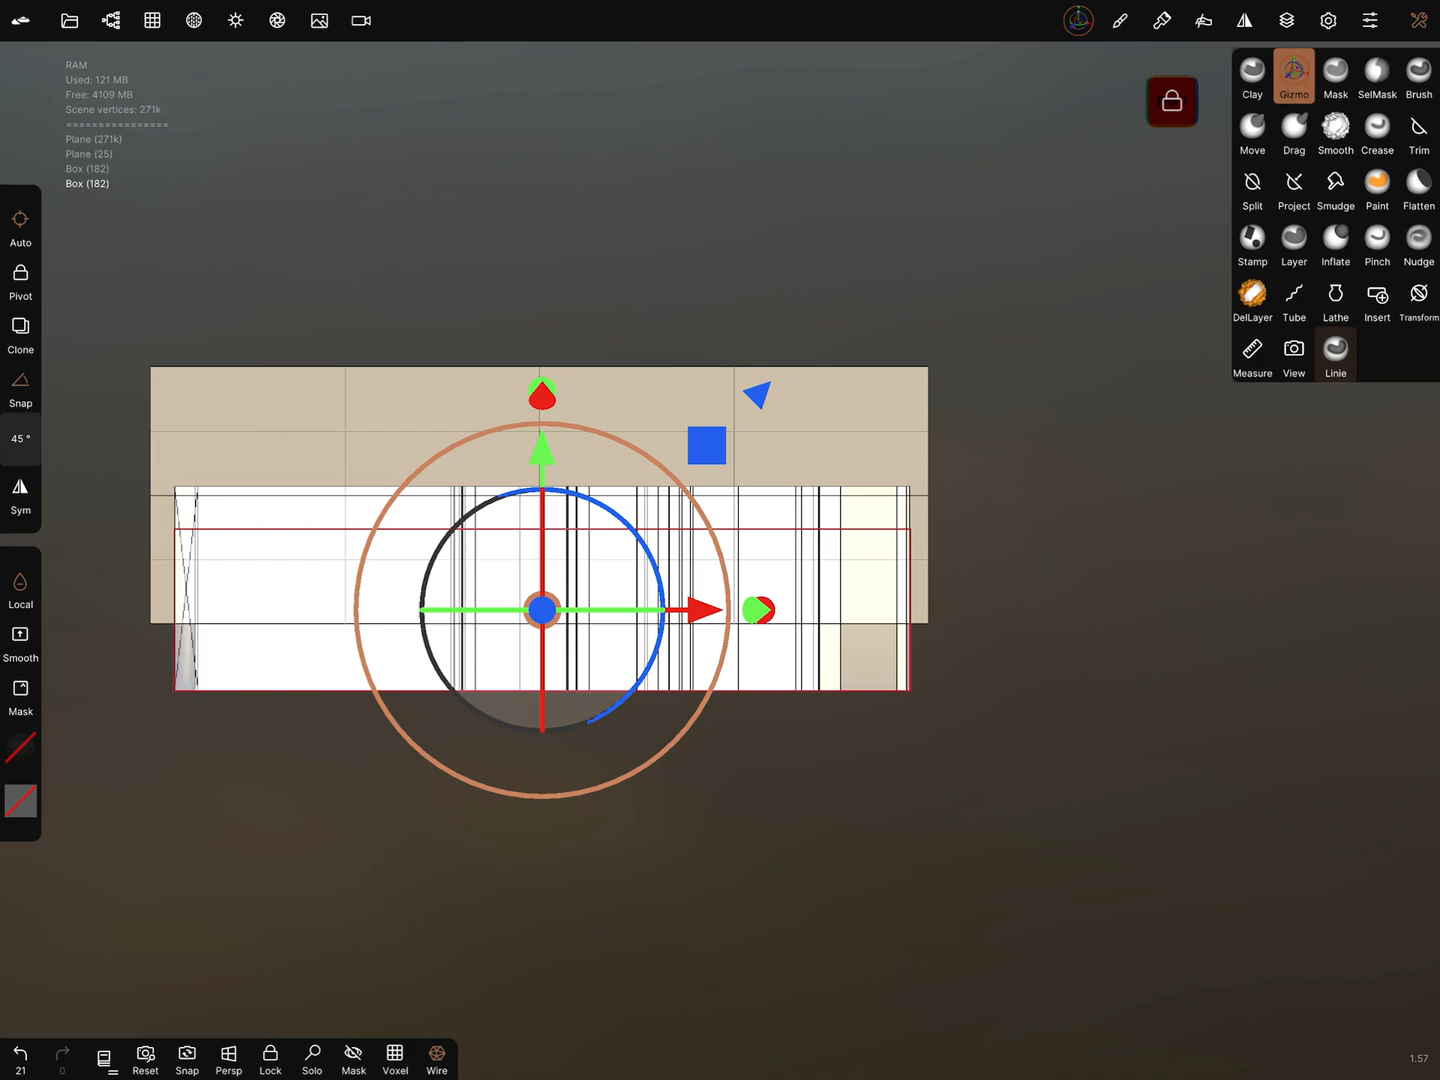 RAM
Used: 121 MB
Free: 4109 MB
Scene vertices: 271k
================
Plane (271k)
Plane (25)
Box (182)
Box (182)
Clay Gizmo Mask SelMask Brush
Move Drag Smooth Crease Trim
Split Project Smudge Paint Flatten
Stamp Layer Inflate Pinch Nudge
DelLayer Tube Lathe Insert Transform
Measure View Linie
Auto
Pivot
Clone
Snap
45 °
Sym
Local
Smooth
Mask
21 0 Reset Snap Persp Lock Solo Mask Voxel Wire
1.57